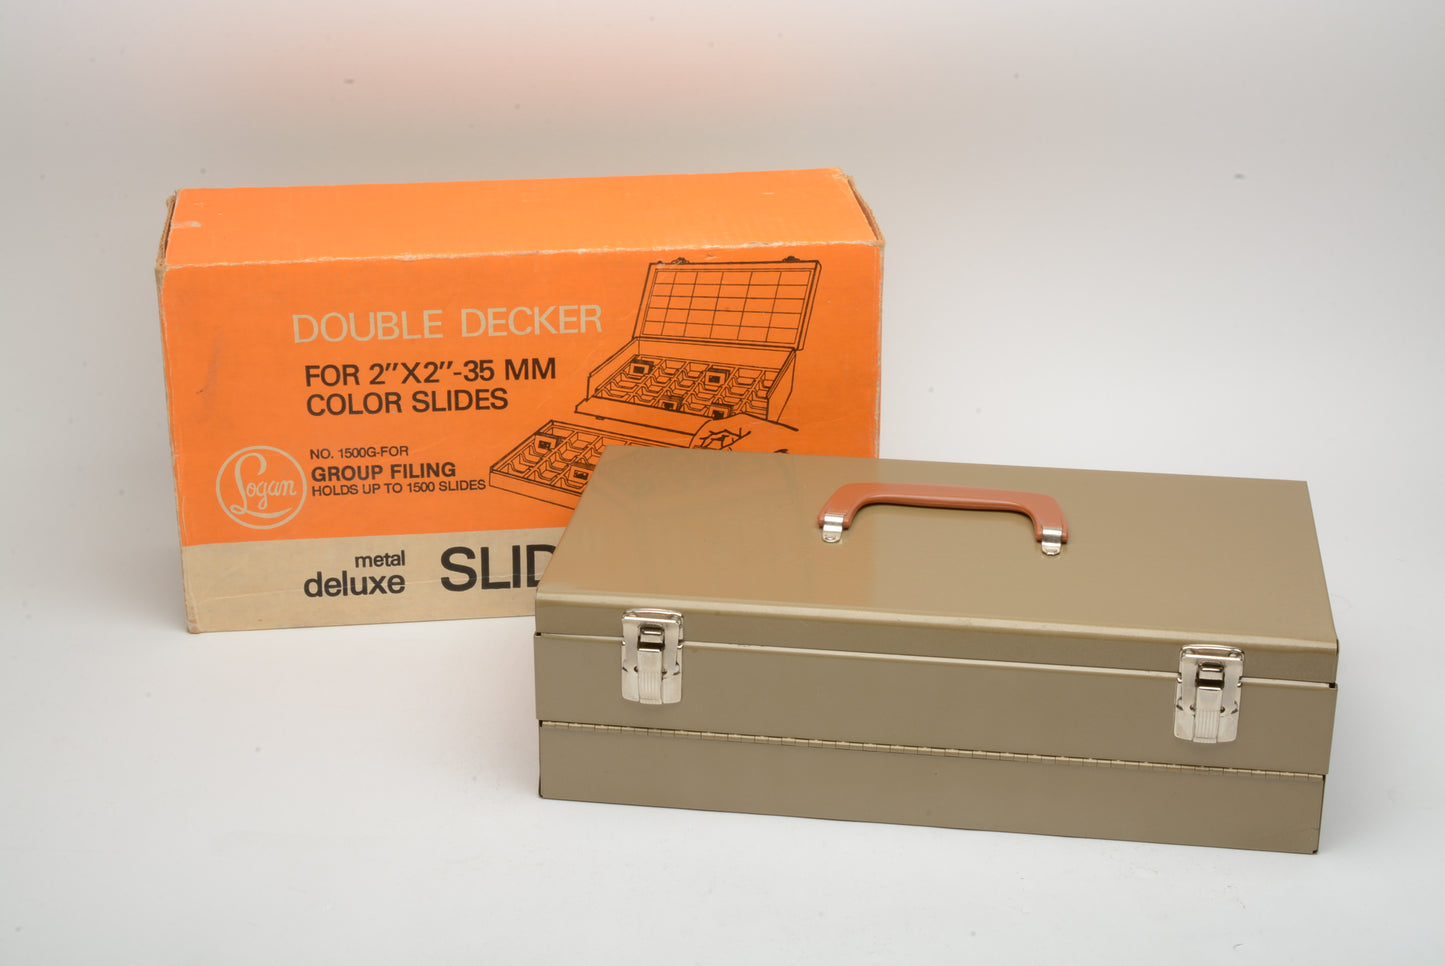 DOUBLE DECKER
FOR 2"X2"-35 MM
COLOR SLIDES
NO. 1500G-FOR
GROUP FILING
HOLDS UP TO 1500 SLIDES
Logan
metal
deluxe SLID